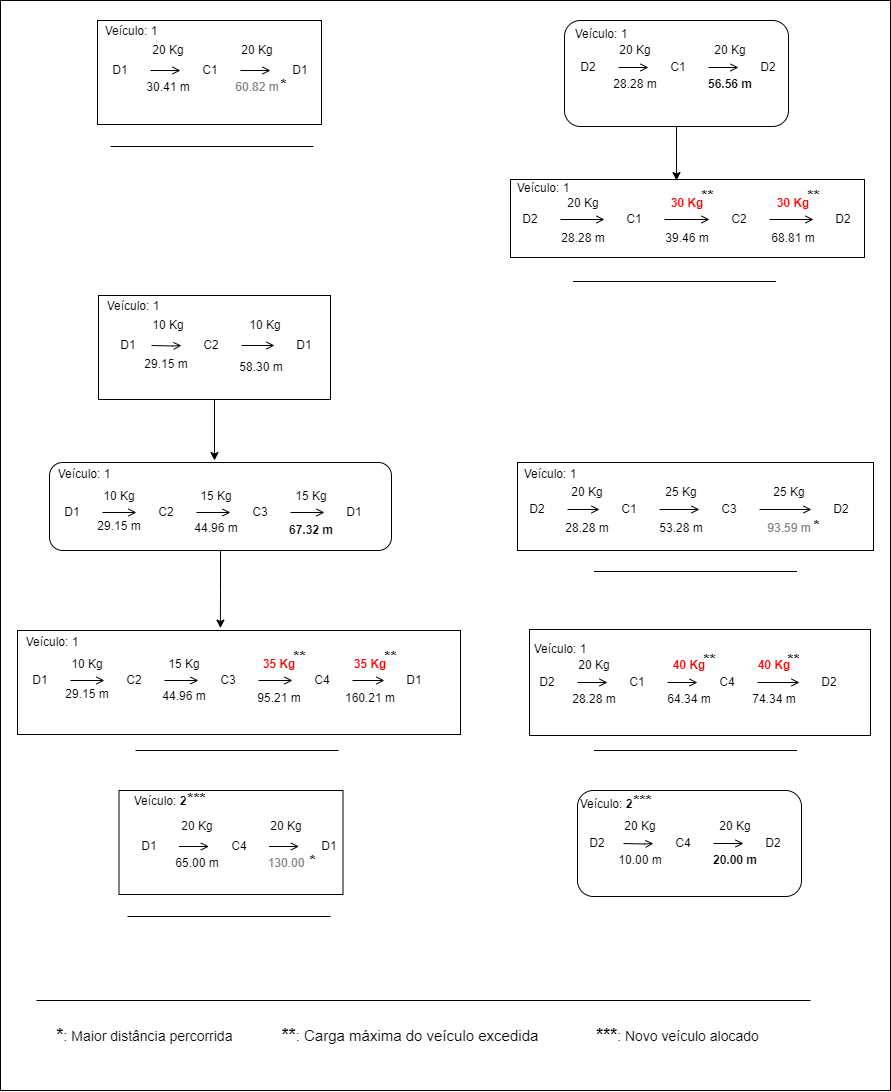 Veículo: 1
20 Kg 20 Kg
D1 C1 D1
30.41 m 60.82 m*
Veículo: 1
20 Kg 20 Kg
D2 C1 D2
28.28 m 56.56 m
Veículo: 1
20 Kg 30 Kg** 30 Kg**
D2 C1 C2 D2
28.28 m 39.46 m 68.81 m
Veículo: 1
10 Kg 10 Kg
D1 C2 D1
29.15 m 58.30 m
Veículo: 1
10 Kg 15 Kg 15 Kg
D1 C2 C3 D1
29.15 m 44.96 m 67.32 m
Veículo: 1
20 Kg 25 Kg 25 Kg
D2 C1 C3 D2
28.28 m 53.28 m 93.59 m*
Veículo: 1
10 Kg 15 Kg 35 Kg** 35 Kg**
D1 C2 C3 C4 D1
29.15 m 44.96 m 95.21 m 160.21 m
Veículo: 1
20 Kg 40 Kg** 40 Kg**
D2 C1 C4 D2
28.28 m 64.34 m 74.34 m
Veículo: 2***
20 Kg 20 Kg
D1 C4 D1
65.00 m 130.00 *
Veículo: 2***
20 Kg 20 Kg
D2 C4 D2
10.00 m 20.00 m
*: Maior distância percorrida **: Carga máxima do veículo excedida ***: Novo veículo alocado